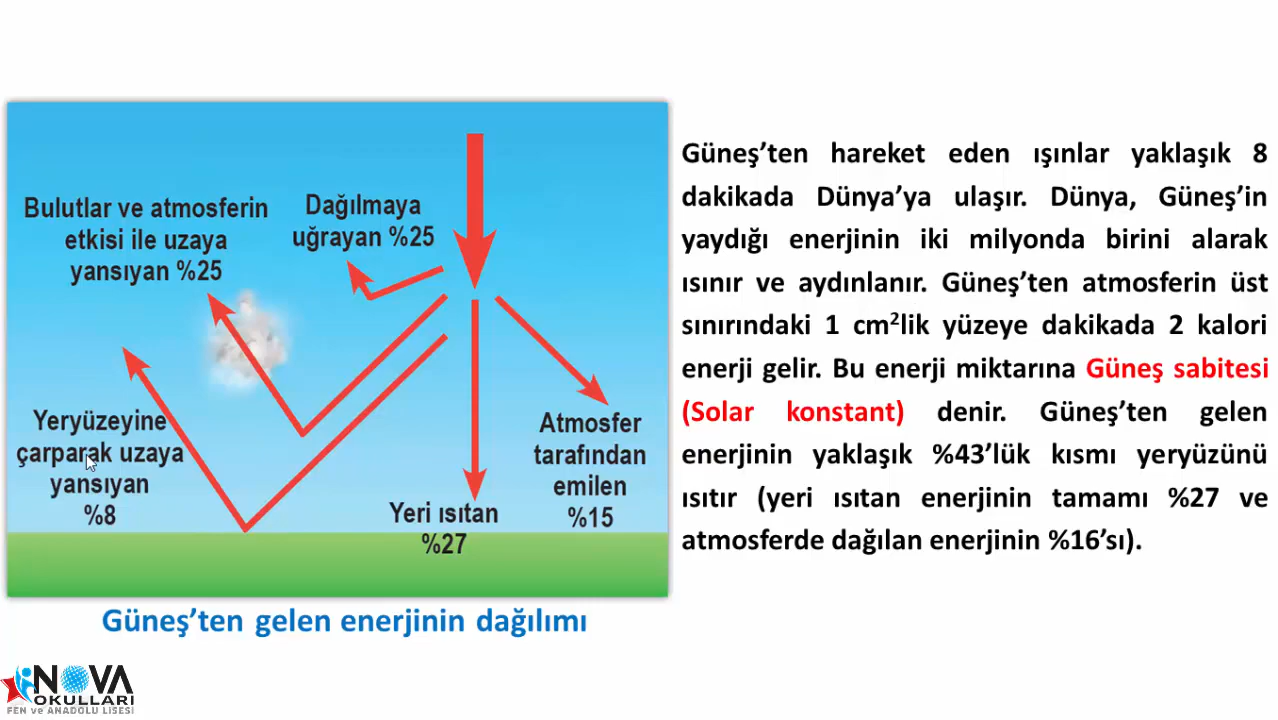 Bulutlar ve atmosferin
etkisi ile uzaya
yansıyan %25
Dağılmaya
uğrayan %25
Yeryüzeyine
çarparak uzaya
yansıyan
%8
Yeri ısıtan
%27
Atmosfer
tarafından
emilen
%15
Güneş’ten gelen enerjinin dağılımı
Güneş’ten hareket eden ışınlar yaklaşık 8
dakikada Dünya’ya ulaşır. Dünya, Güneş’in
yaydığı enerjinin iki milyonda birini alarak
ısınır ve aydınlanır. Güneş’ten atmosferin üst
sınırındaki 1 cm²lik yüzeye dakikada 2 kalori
enerji gelir. Bu enerji miktarına Güneş sabitesi
(Solar konstant) denir. Güneş’ten gelen
enerjinin yaklaşık %43’lük kısmı yeryüzünü
ısıtır (yeri ısıtan enerjinin tamamı %27 ve
atmosferde dağılan enerjinin %16’sı).
NOVA
OKULLARI
FEN ve ANADOLU LİSESİ